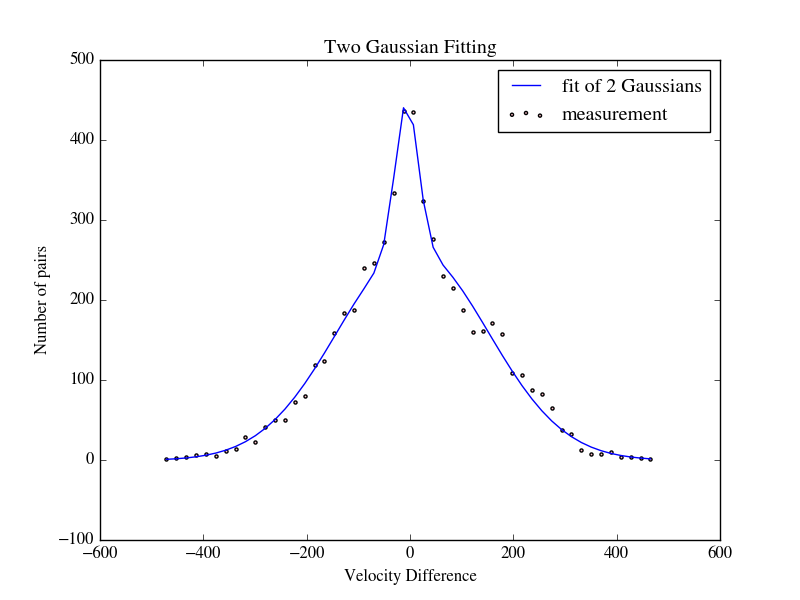 Two Gaussian Fitting
500
400
300
200
100
0
−100
−600
−400
−200
0
200
400
600
Number of pairs
Velocity Difference
fit of 2 Gaussians
measurement